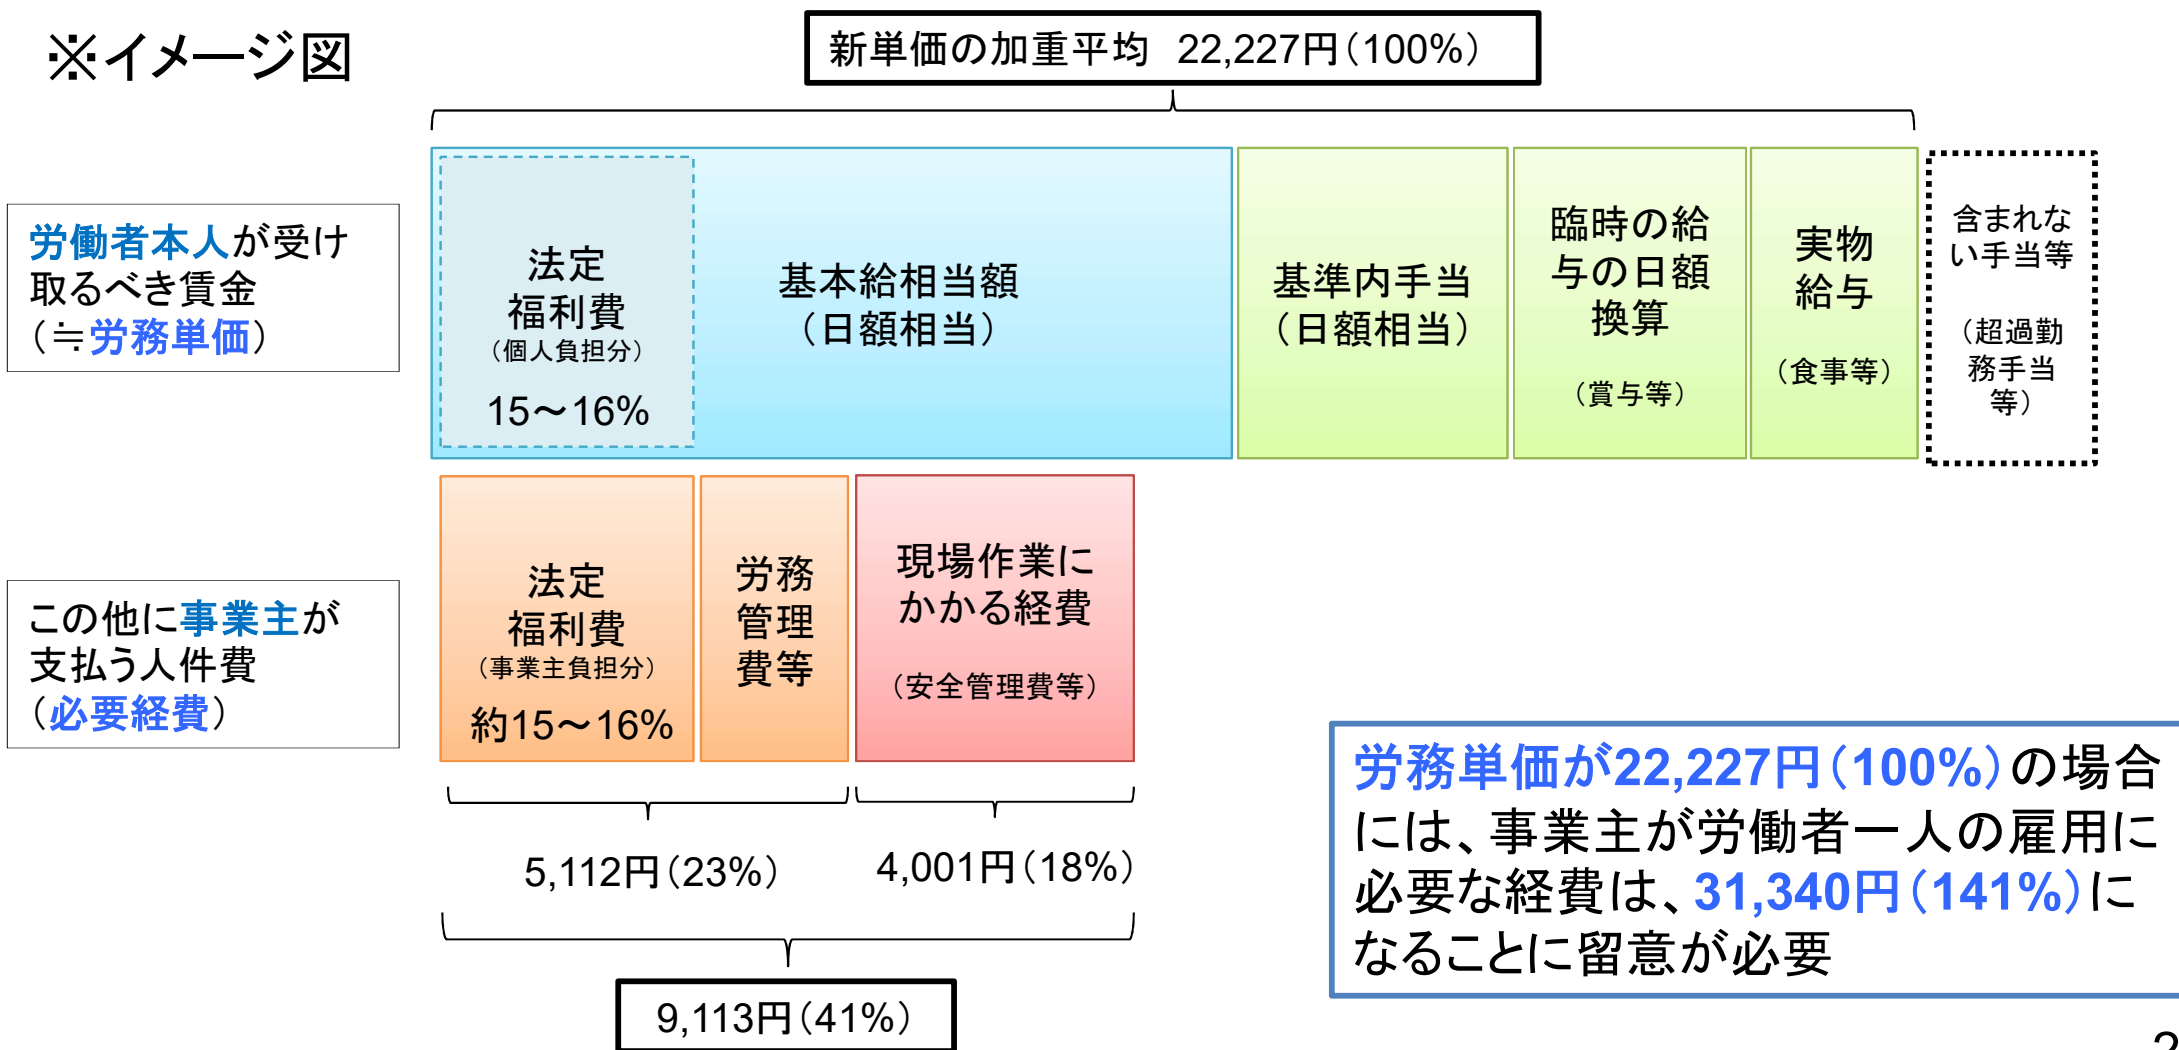 ※イメージ図
新単価の加重平均 22,227円（100%）
労働者本人が受け
取るべき賃金
（≒労務単価）
法定
福利費
（個人負担分）
15～16%
基本給相当額
（日額相当）
基準内手当
（日額相当）
臨時の給
与の日額
換算
（賞与等）
実物
給与
（食事等）
含まれな
い手当等
（超過勤
務手当
等）
この他に事業主が
支払う人件費
（必要経費）
法定
福利費
（事業主負担分）
約15～16%
労務
管理
費等
現場作業に
かかる経費
（安全管理費等）
5,112円（23%）
4,001円（18%）
9,113円（41%）
労務単価が22,227円（100%）の場合
には、事業主が労働者一人の雇用に
必要な経費は、31,340円（141%）に
なることに留意が必要